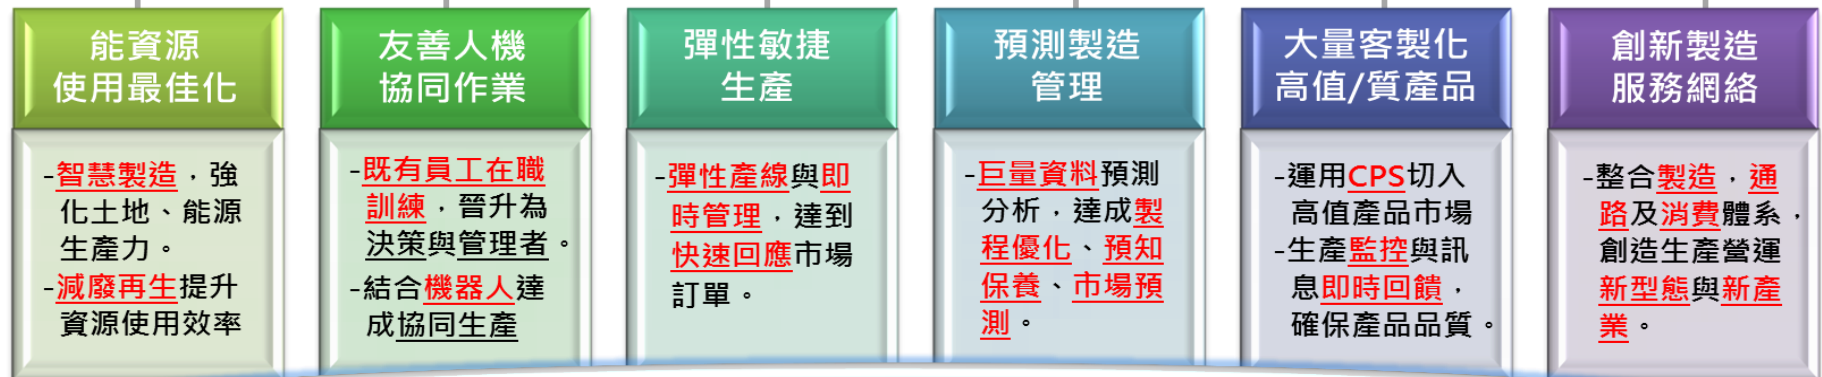 能資源
使用最佳化
-智慧製造，強
化土地、能源
生產力。
-減廢再生提升
資源使用效率
友善人機
協同作業
-既有員工在職
訓練，晉升為
決策與管理者。
-結合機器人達
成協同生產
彈性敏捷
生產
-彈性產線與即
時管理，達到
快速回應市場
訂單。
預測製造
管理
-巨量資料預測
分析，達成製
程優化、預知
保養、市場預
測。
大量客製化
高值/質產品
-運用CPS切入
高值產品市場
-生產監控與訊
息即時回饋，
確保產品品質。
創新製造
服務網絡
-整合製造，通
路及消費體系，
創造生產營運
新型態與新產
業。